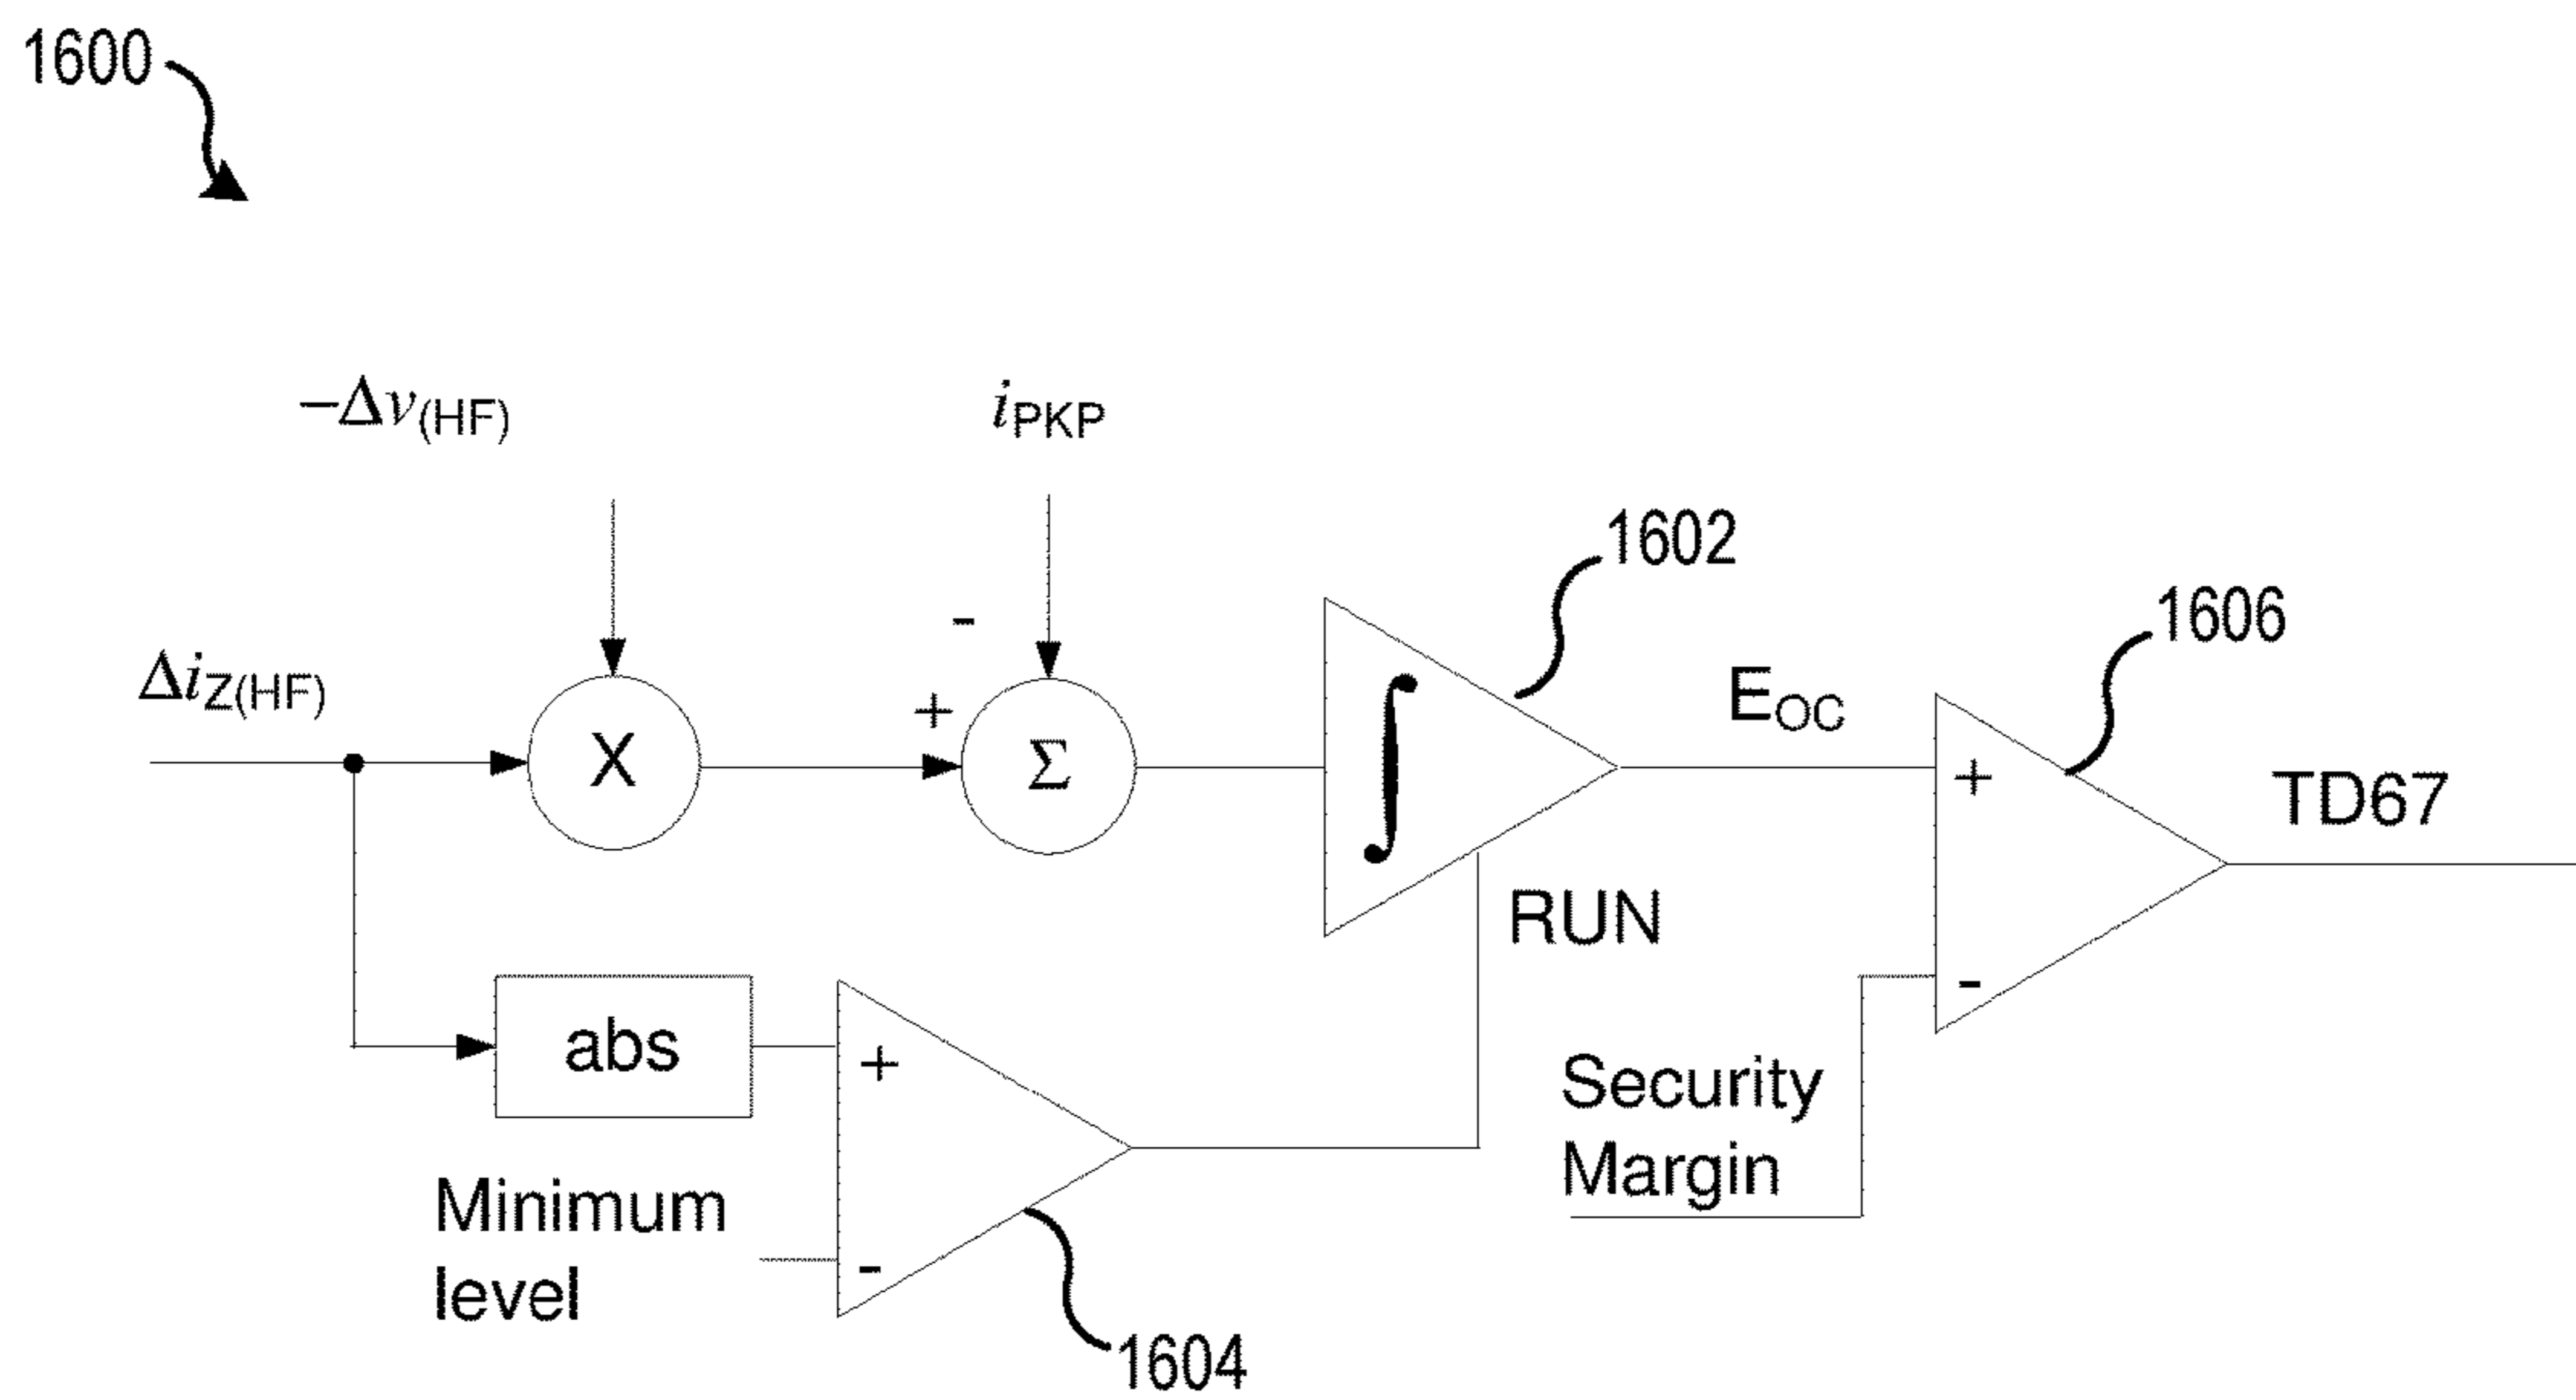 1600
−Δv(HF)
iPKP
1602
1606
ΔiZ(HF)
-
+
X
Σ
∫
EOC
+
TD67
RUN
-
abs
+
Security
Margin
Minimum
level
-
1604